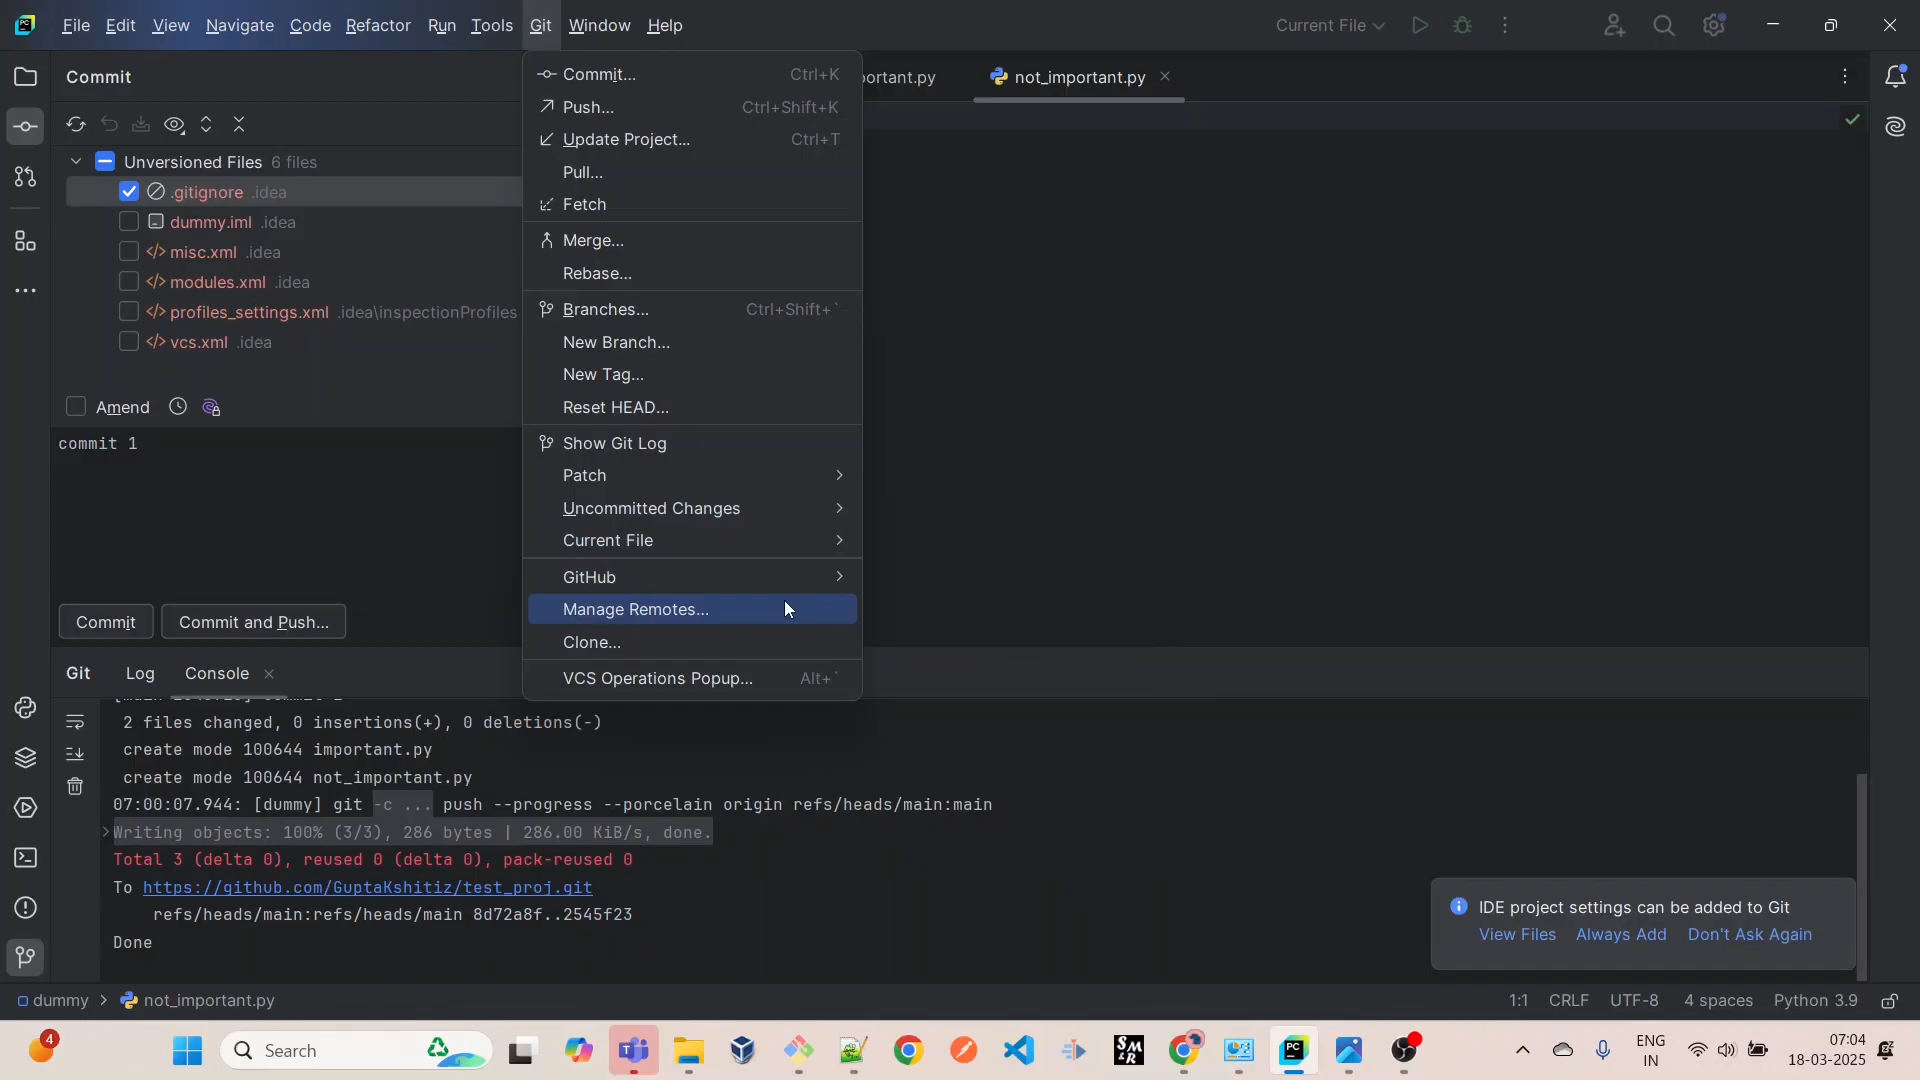 File Edit View Navigate Code Refactor Run Tools Git Window Help
Current File
Commit
Unversioned Files 6 files
.gitignore .idea
dummy.iml .idea
misc.xml .idea
modules.xml .idea
profiles_settings.xml .idea\inspectionProfiles
vcs.xml .idea
Amend
commit 1
Commit Commit and Push...
Commit... Ctrl+K
Push... Ctrl+Shift+K
Update Project... Ctrl+T
Pull...
Fetch
Merge...
Rebase...
Branches... Ctrl+Shift+`
New Branch...
New Tag...
Reset HEAD...
Show Git Log
Patch
Uncommitted Changes
Current File
GitHub
Manage Remotes...
Clone...
VCS Operations Popup... Alt+`
portant.py
not_important.py
Git Log Console
2 files changed, 0 insertions(+), 0 deletions(-)
create mode 100644 important.py
create mode 100644 not_important.py
07:00:07.944: [dummy] git -c ... push --progress --porcelain origin refs/heads/main:main
Writing objects: 100% (3/3), 286 bytes | 286.00 KiB/s, done.
Total 3 (delta 0), reused 0 (delta 0), pack-reused 0
To https://github.com/GuptaKshitiz/test_proj.git
refs/heads/main:refs/heads/main 8d72a8f..2545f23
Done
IDE project settings can be added to Git
View Files Always Add Don't Ask Again
dummy > not_important.py
1:1 CRLF UTF-8 4 spaces Python 3.9
4
Search
SM
&R
ENG
IN
07:04
18-03-2025